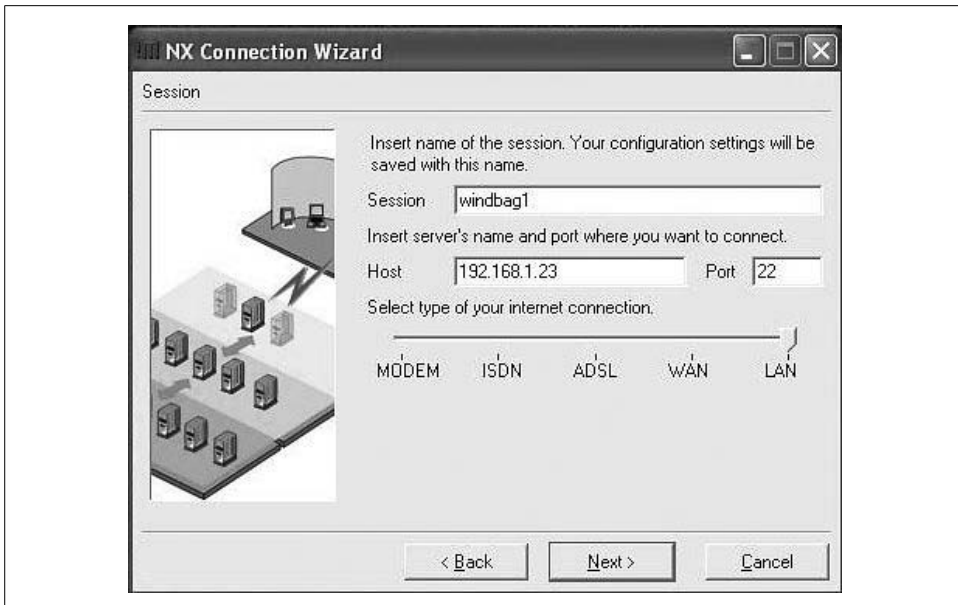 NX Connection Wizard
Session
Insert name of the session. Your configuration settings will be
saved with this name.
Session windbag1
Insert server's name and port where you want to connect.
Host 192.168.1.23 Port 22
Select type of your internet connection.
MODEM ISDN ADSL WAN LAN
< Back Next > Cancel